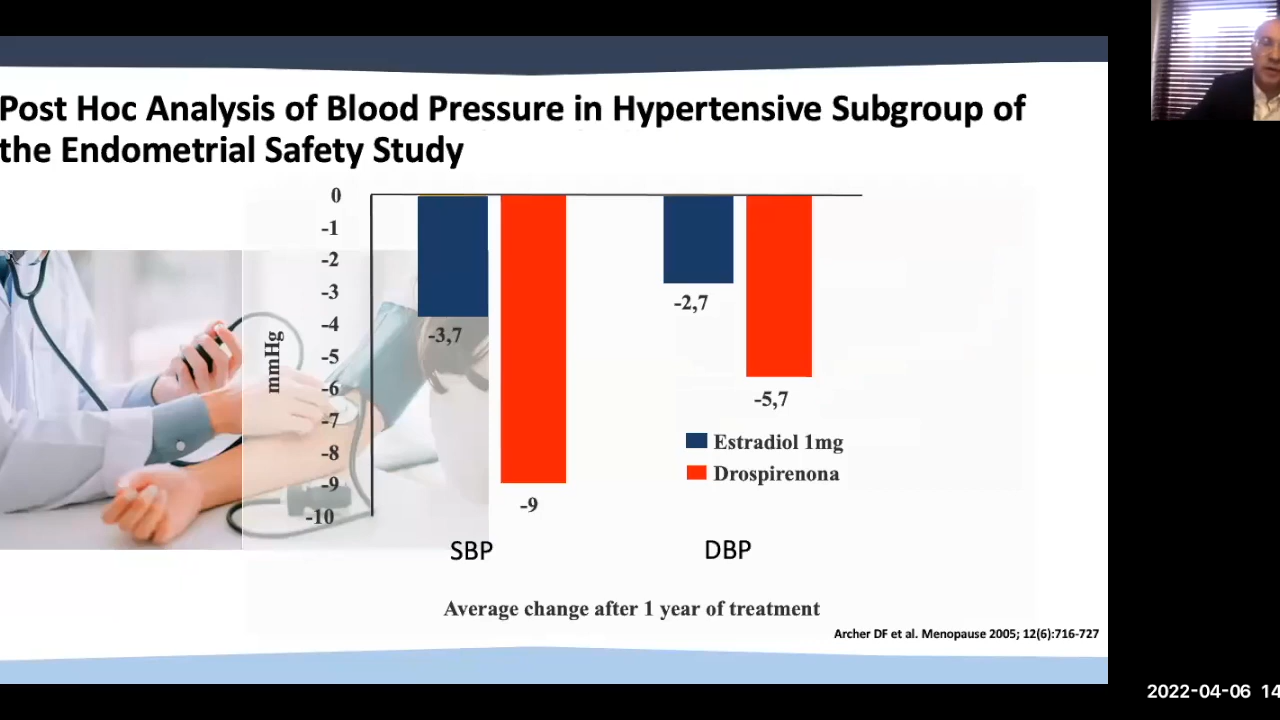 Post Hoc Analysis of Blood Pressure in Hypertensive Subgroup of
the Endometrial Safety Study
0
-1
-2
-3
-4
-5
-6
-7
-8
-9
-10
mmHg
-3,7
-9
-2,7
-5,7
Estradiol 1mg
Drospirenona
SBP
DBP
Average change after 1 year of treatment
Archer DF et al. Menopause 2005; 12(6):716-727
2022-04-06 14